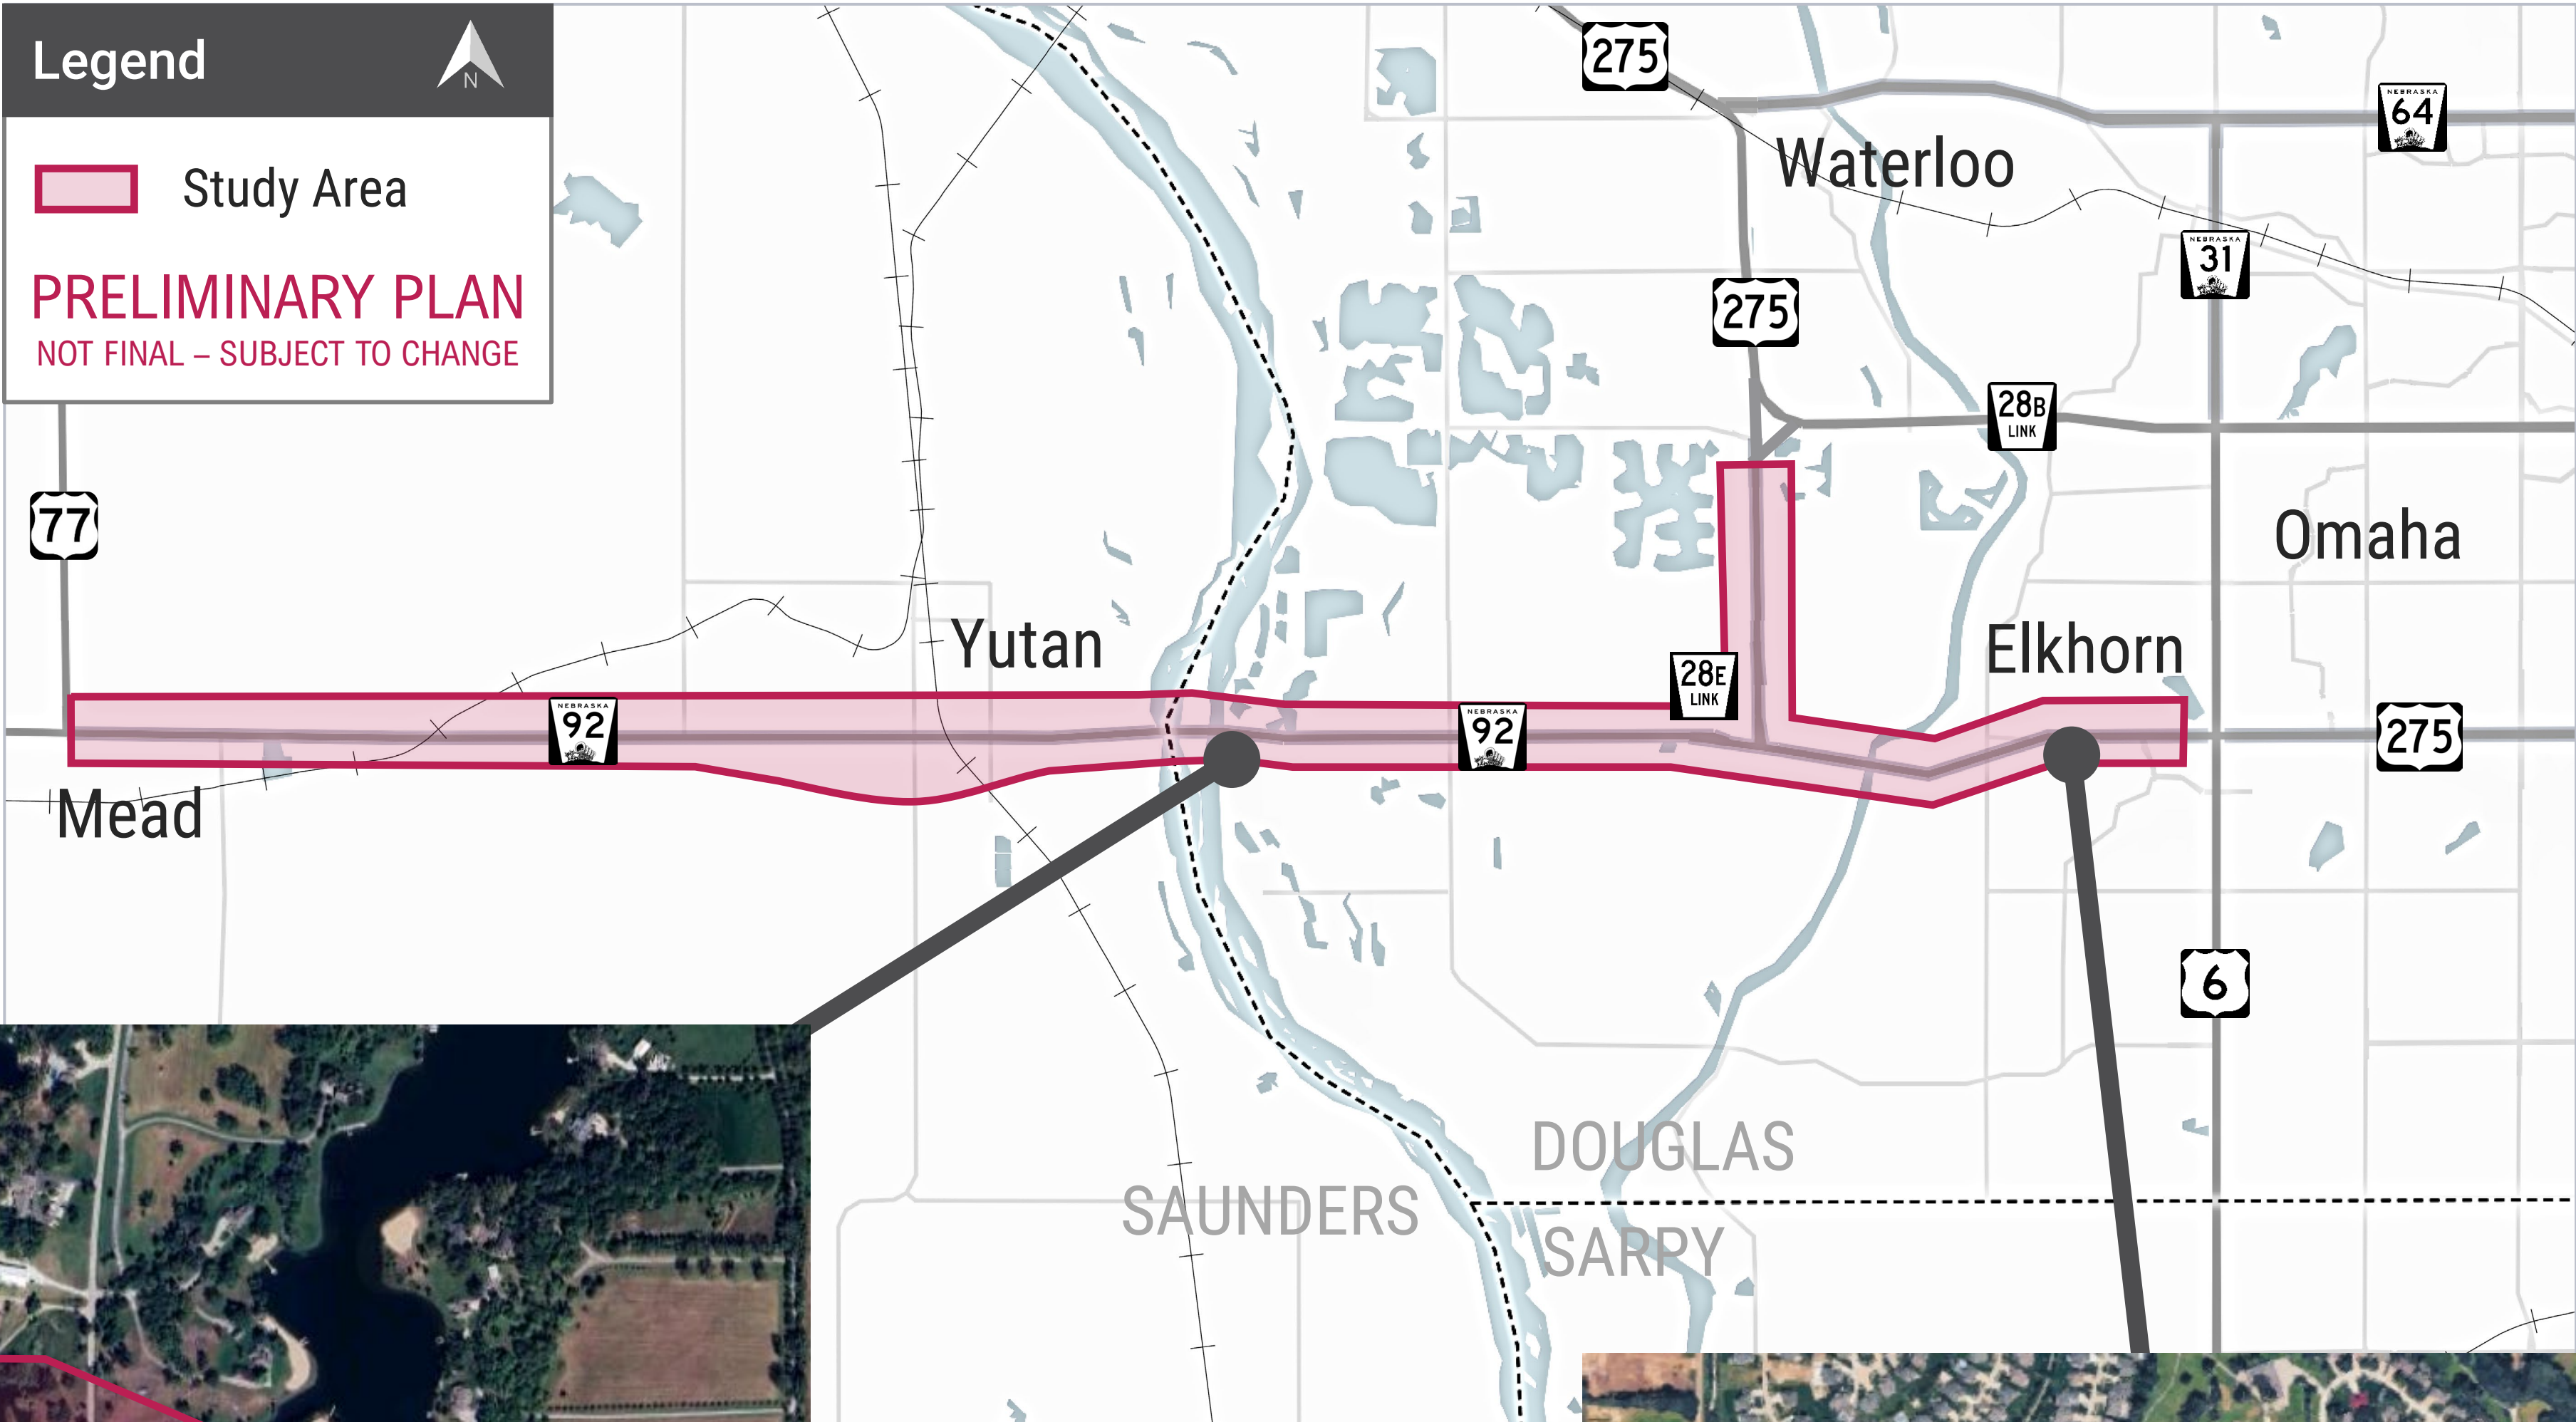 Legend
N
Study Area
PRELIMINARY PLAN
NOT FINAL – SUBJECT TO CHANGE
275
NEBRASKA
64
Waterloo
NEBRASKA
31
275
28B
LINK
77
Omaha
Yutan
Elkhorn
28E
LINK
NEBRASKA
92
NEBRASKA
92
275
Mead
6
DOUGLAS
SAUNDERS
SARPY